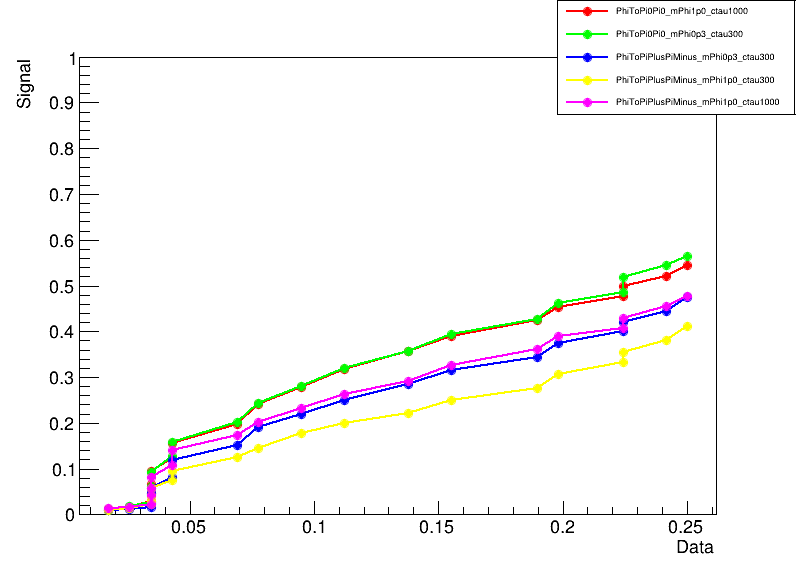 PhiToPi0Pi0_mPhi1p0_ctau1000
PhiToPi0Pi0_mPhi0p3_ctau300
PhiToPiPlusPiMinus_mPhi0p3_ctau300
PhiToPiPlusPiMinus_mPhi1p0_ctau300
PhiToPiPlusPiMinus_mPhi1p0_ctau1000
Signal
1
0.9
0.8
0.7
0.6
0.5
0.4
0.3
0.2
0.1
0
0.05 0.1 0.15 0.2 0.25
Data